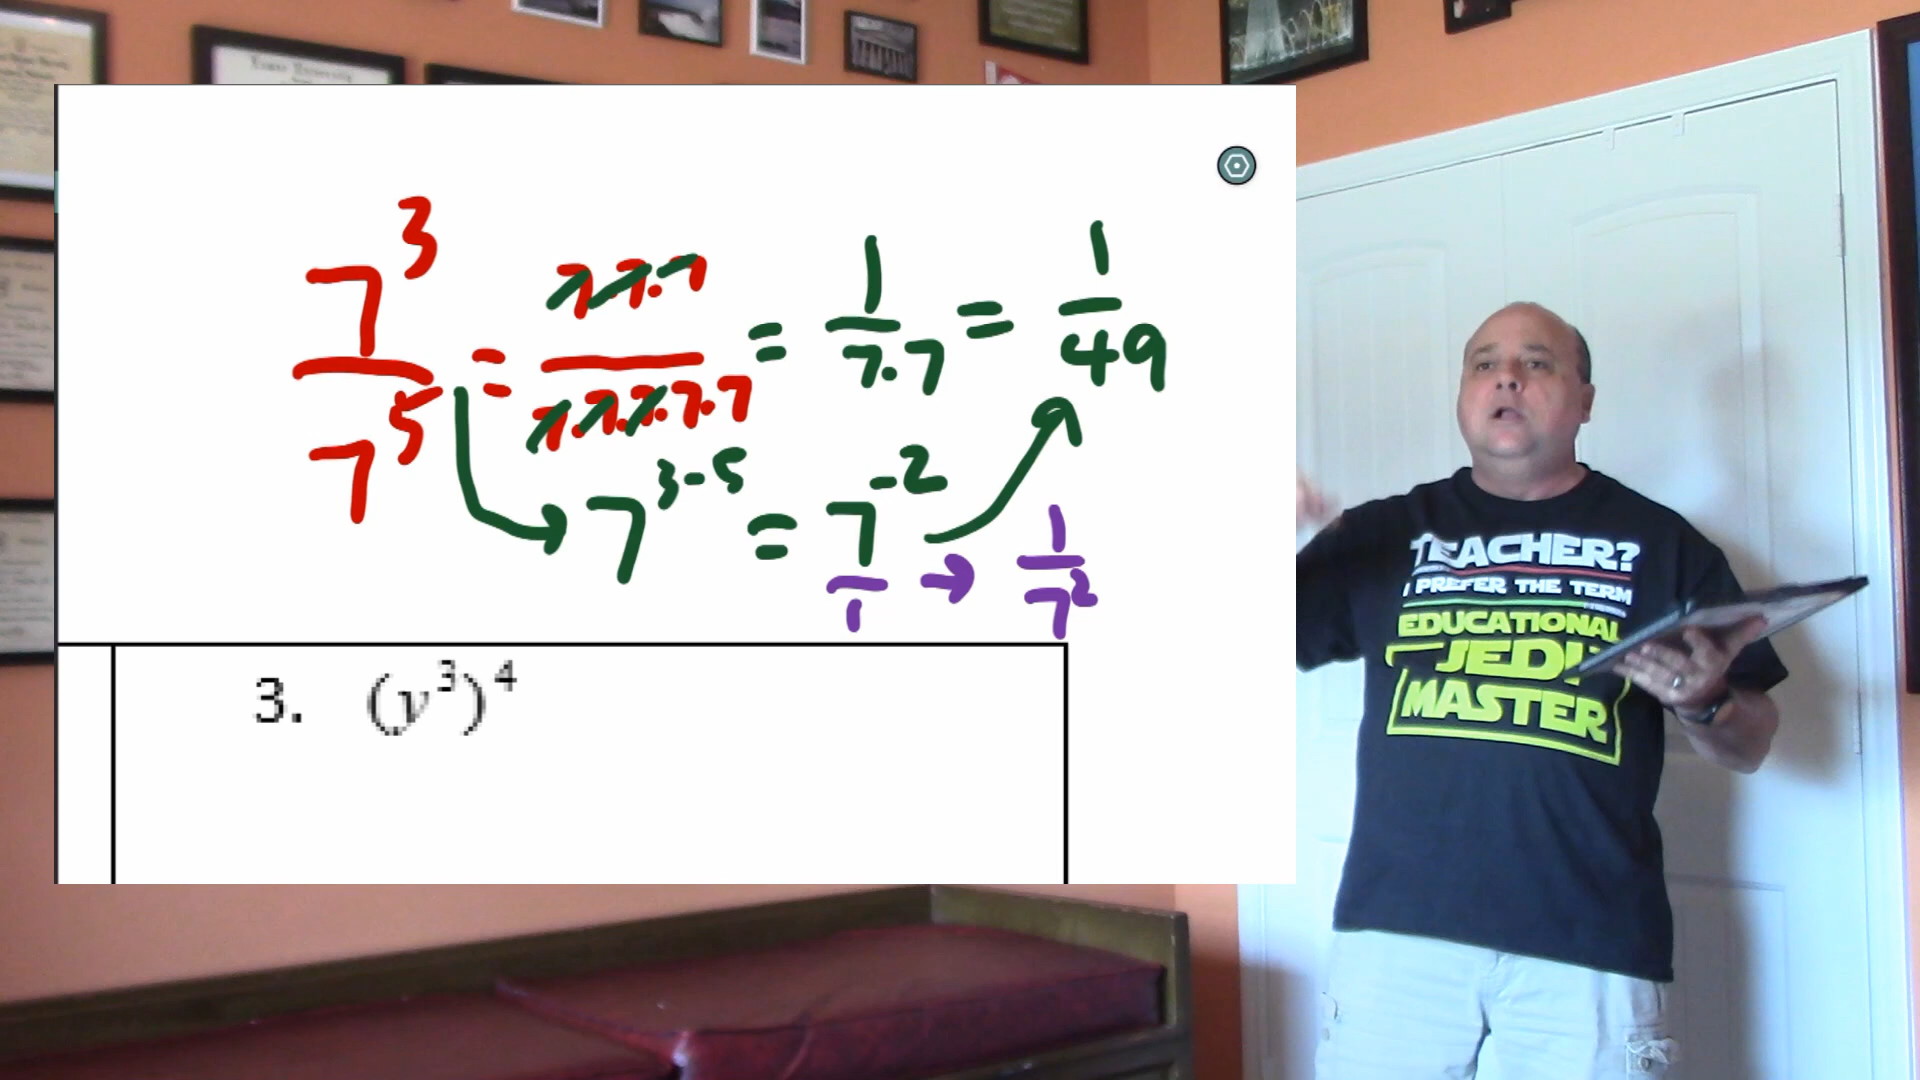 7^3/7^5 = 7·7·7/7·7·7·7·7 = 1/7·7 = 1/49
7^3-5 = 7^-2/1 → 1/7^2
3. (v^3)^4
TEACHER?
I PREFER THE TERM
EDUCATIONAL
JEDI
MASTER